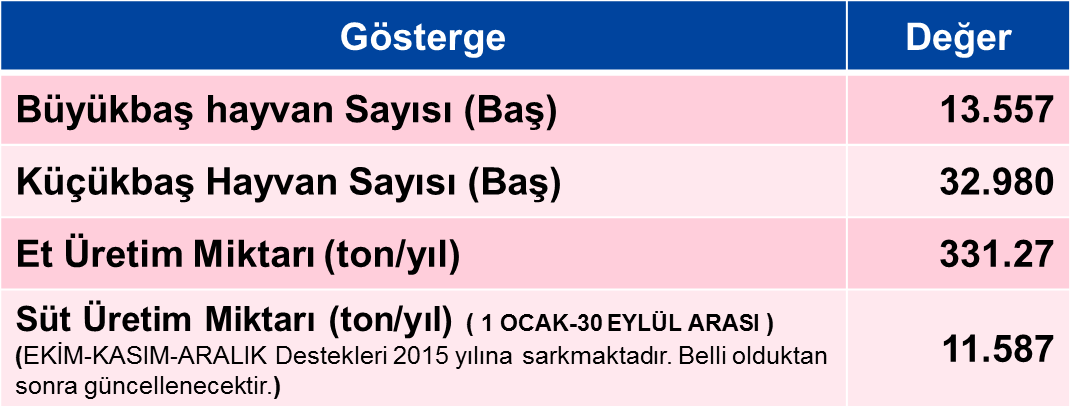 Gösterge Değer
Büyükbaş hayvan Sayısı (Baş) 13.557
Küçükbaş Hayvan Sayısı (Baş) 32.980
Et Üretim Miktarı (ton/yıl) 331.27
Süt Üretim Miktarı (ton/yıl) ( 1 OCAK-30 EYLÜL ARASI )
(EKİM-KASIM-ARALIK Destekleri 2015 yılına sarkmaktadır. Belli olduktan
sonra güncellenecektir.)
11.587